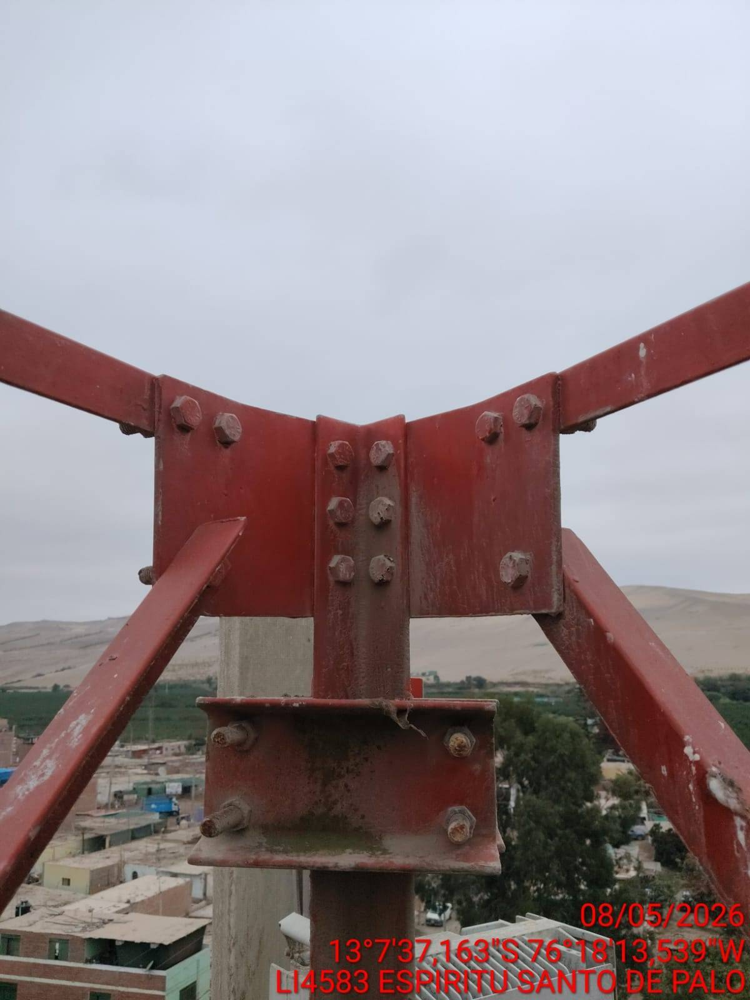 08/05/2026
13°7'37,163"S 76°18'13,539"W
LI4583 ESPIRITU SANTO DE PALO